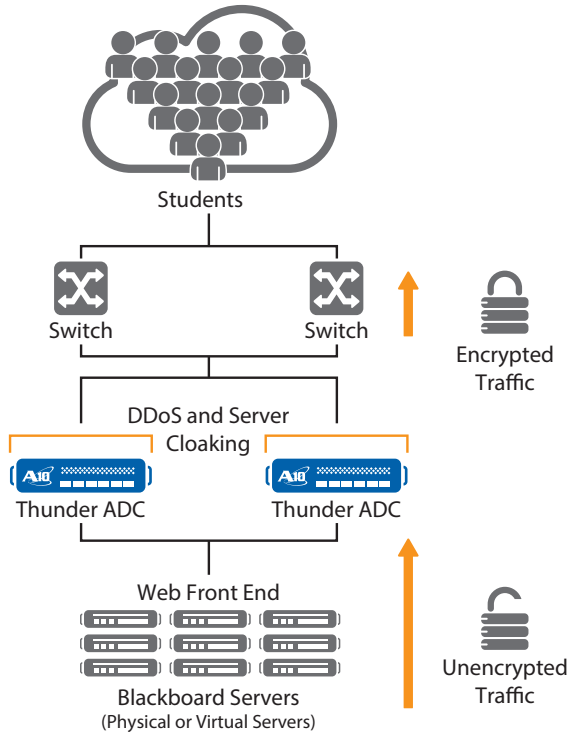 Students
Switch
Switch
Encrypted
Traffic
DDoS and Server
Cloaking
A10
A10
Thunder ADC
Thunder ADC
Web Front End
Blackboard Servers
(Physical or Virtual Servers)
Unencrypted
Traffic